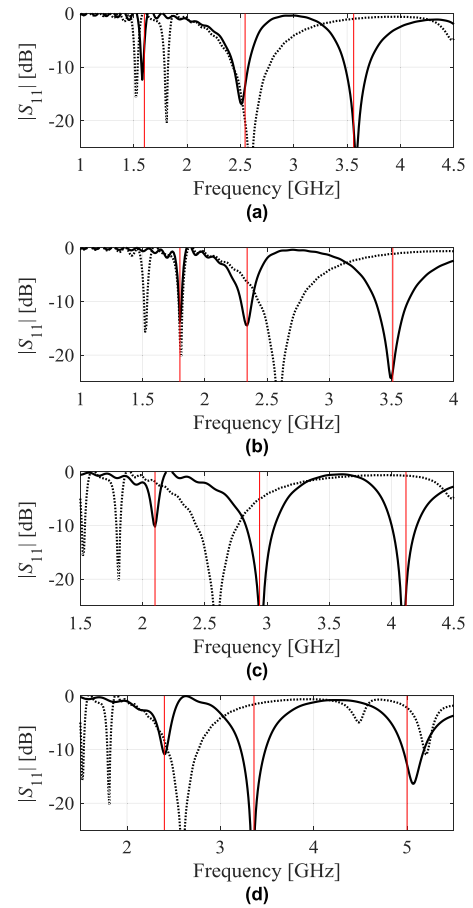 0
-10
-20
|S₁₁| [dB]
1 1.5 2 2.5 3 3.5 4 4.5
Frequency [GHz]
(a)
0
-10
-20
|S₁₁| [dB]
1 1.5 2 2.5 3 3.5 4
Frequency [GHz]
(b)
0
-10
-20
|S₁₁| [dB]
1.5 2 2.5 3 3.5 4 4.5
Frequency [GHz]
(c)
0
-10
-20
|S₁₁| [dB]
2 3 4 5
Frequency [GHz]
(d)